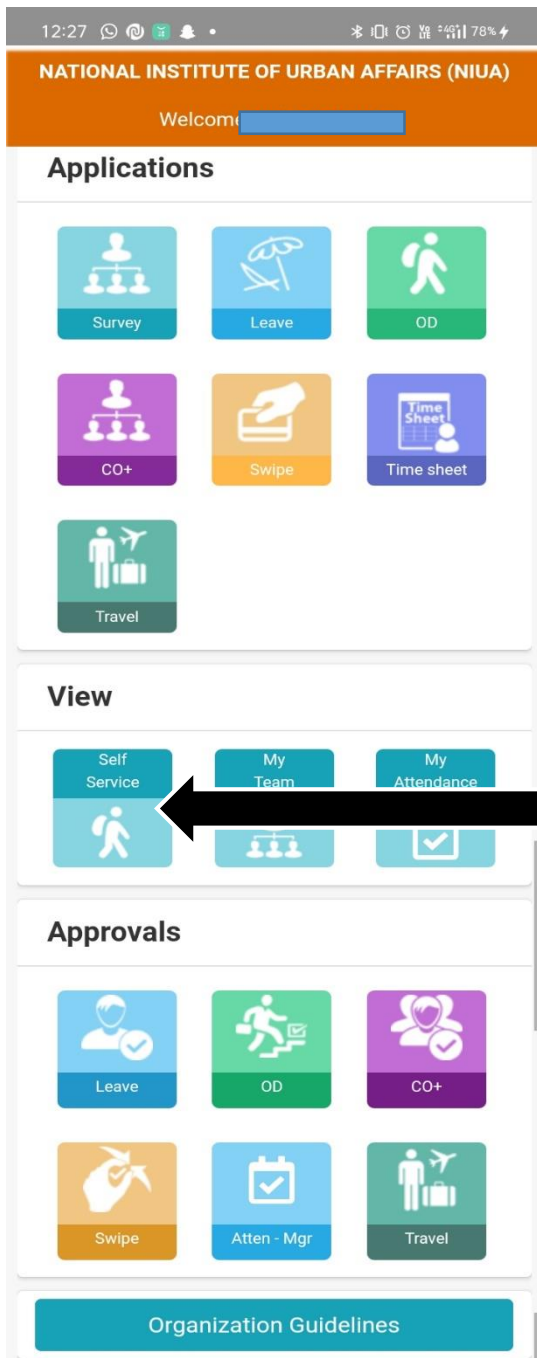 12:27 78%
NATIONAL INSTITUTE OF URBAN AFFAIRS (NIUA)
Welcome
Applications
Survey Leave OD
Time Sheet
CO+ Swipe Time sheet
Travel
View
Self Service My Team My Attendance
Approvals
Leave OD CO+
Swipe Atten - Mgr Travel
Organization Guidelines